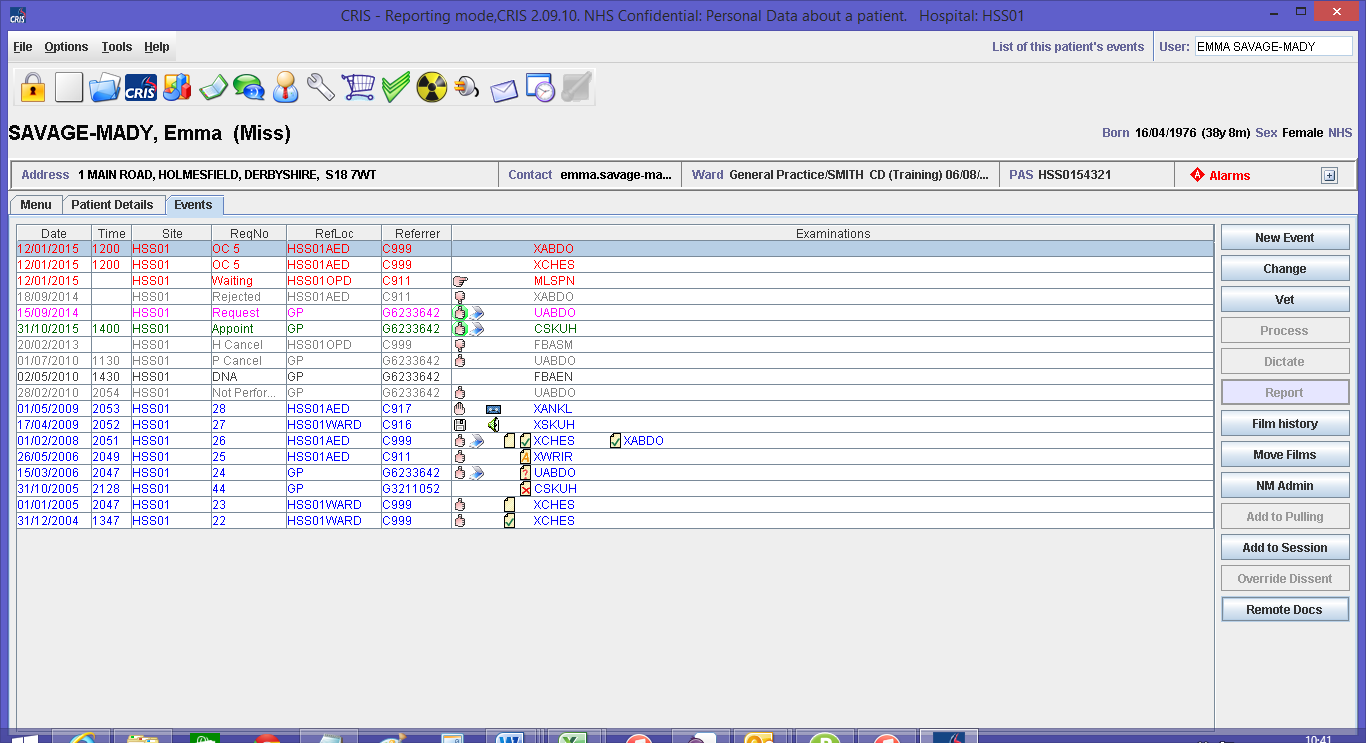 CRIS - Reporting mode,CRIS 2.09.10. NHS Confidential: Personal Data about a patient. Hospital: HSS01
File Options Tools Help List of this patient's events User: EMMA SAVAGE-MADY
CRIS
SAVAGE-MADY, Emma (Miss) Born 16/04/1976 (38y 8m) Sex Female NHS
Address 1 MAIN ROAD, HOLMESFIELD, DERBYSHIRE, S18 7WT Contact emma.savage-ma... Ward General Practice/SMITH CD (Training) 06/08/... PAS HSS0154321 Alarms
Menu Patient Details Events
Date Time Site ReqNo RefLoc Referrer Examinations
12/01/2015 1200 HSS01 OC 5 HSS01AED C999 XABDO
12/01/2015 1200 HSS01 OC 5 HSS01AED C999 XCHES
12/01/2015 HSS01 Waiting HSS01OPD C911 MLSPN
18/09/2014 HSS01 Rejected HSS01AED C911 XABDO
15/09/2014 HSS01 Request GP G6233642 UABDO
31/10/2015 1400 HSS01 Appoint GP G6233642 CSKUH
20/02/2013 HSS01 H Cancel HSS01OPD C999 FBASM
01/07/2010 1130 HSS01 P Cancel GP G6233642 UABDO
02/05/2010 1430 HSS01 DNA GP G6233642 FBAEN
28/02/2010 2054 HSS01 Not Perfor... GP G6233642 UABDO
01/05/2009 2053 HSS01 28 HSS01AED C917 XANKL
17/04/2009 2052 HSS01 27 HSS01WARD C916 XSKUH
01/02/2008 2051 HSS01 26 HSS01AED C999 XCHES XABDO
26/05/2006 2049 HSS01 25 HSS01AED C911 XWRIR
15/03/2006 2047 HSS01 24 GP G6233642 UABDO
31/10/2005 2128 HSS01 44 GP G3211052 CSKUH
01/01/2005 2047 HSS01 23 HSS01WARD C999 XCHES
31/12/2004 1347 HSS01 22 HSS01WARD C999 XCHES
New Event
Change
Vet
Process
Dictate
Report
Film history
Move Films
NM Admin
Add to Pulling
Add to Session
Override Dissent
Remote Docs
10:41